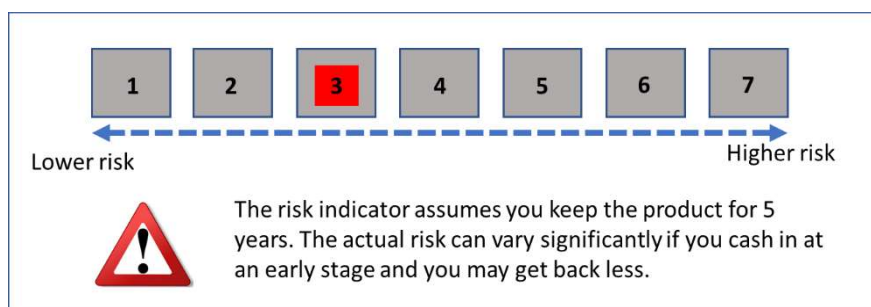 1 2 3 4 5 6 7
Lower risk
Higher risk
The risk indicator assumes you keep the product for 5
years. The actual risk can vary significantly if you cash in at
an early stage and you may get back less.